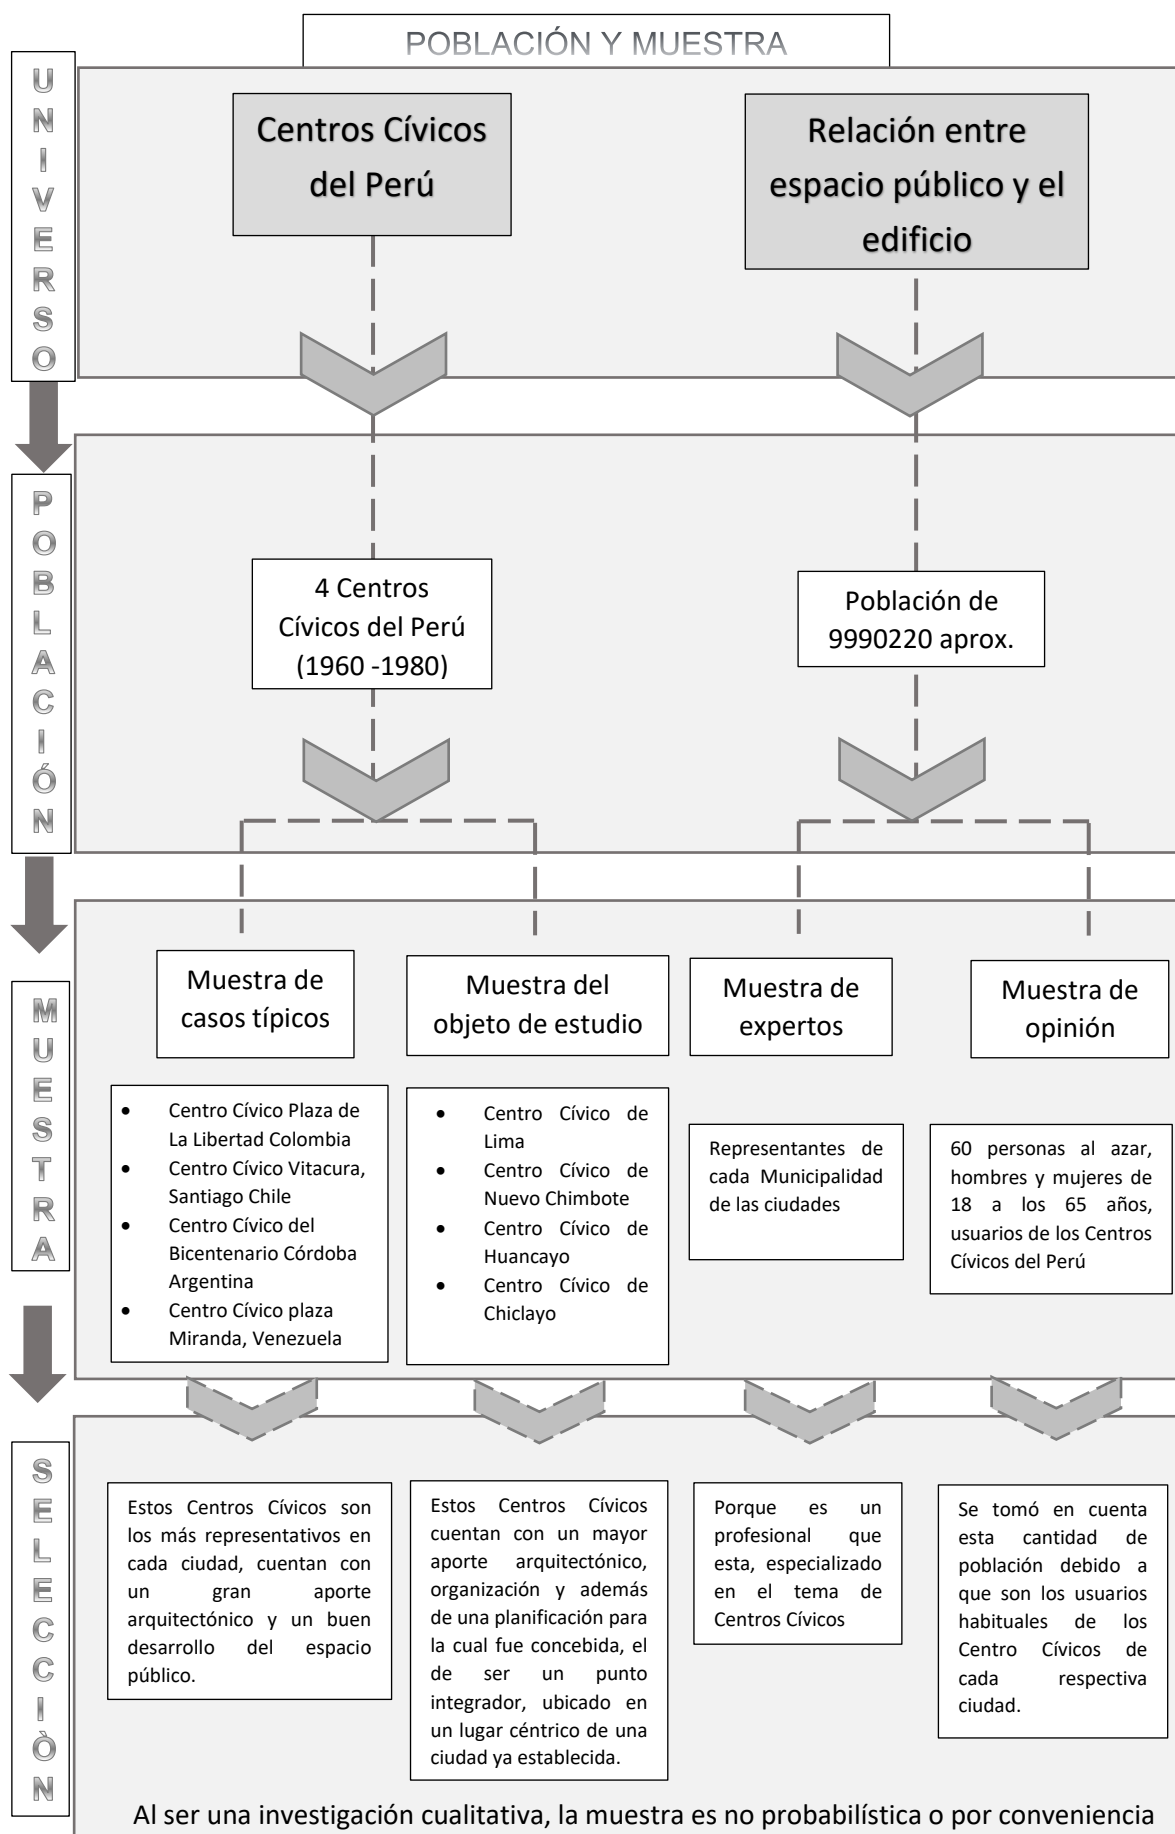 POBLACIÓN Y MUESTRA
UNIVERSO
Centros Cívicos
del Perú
Relación entre
espacio público y el
edificio
POBLACIÓN
4 Centros
Cívicos del Perú
(1960 -1980)
Población de
9990220 aprox.
MUESTRA
Muestra de
casos típicos
Muestra del
objeto de estudio
Muestra de
expertos
Muestra de
opinión
• Centro Cívico Plaza de
La Libertad Colombia
• Centro Cívico Vitacura,
Santiago Chile
• Centro Cívico del
Bicentenario Córdoba
Argentina
• Centro Cívico plaza
Miranda, Venezuela
• Centro Cívico de
Lima
• Centro Cívico de
Nuevo Chimbote
• Centro Cívico de
Huancayo
• Centro Cívico de
Chiclayo
Representantes de
cada Municipalidad
de las ciudades
60 personas al azar,
hombres y mujeres de
18 a los 65 años,
usuarios de los Centros
Cívicos del Perú
SELECCIÒN
Estos Centros Cívicos son
los más representativos en
cada ciudad, cuentan con
un gran aporte
arquitectónico y un buen
desarrollo del espacio
público.
Estos Centros Cívicos
cuentan con un mayor
aporte arquitectónico,
organización y además
de una planificación para
la cual fue concebida, el
de ser un punto
integrador, ubicado en
un lugar céntrico de una
ciudad ya establecida.
Porque es un
profesional que
esta, especializado
en el tema de
Centros Cívicos
Se tomó en cuenta
esta cantidad de
población debido a
que son los usuarios
habituales de los
Centro Cívicos de
cada respectiva
ciudad.
Al ser una investigación cualitativa, la muestra es no probabilística o por conveniencia